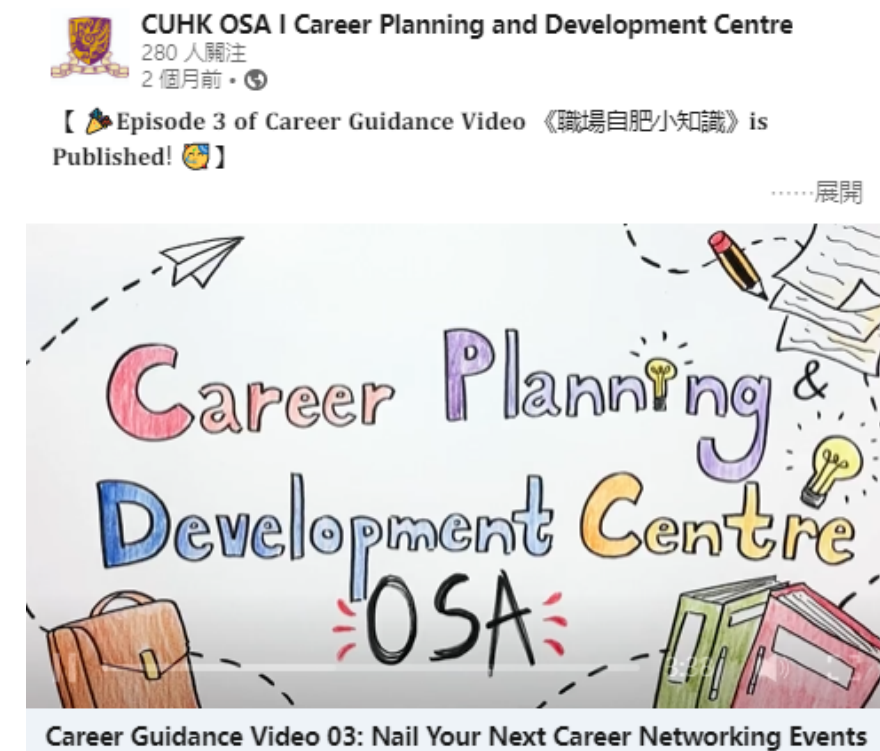 CUHK OSA I Career Planning and Development Centre
280 人關注
2 個月前 •
【 🎉Episode 3 of Career Guidance Video 《職場自肥小知識》is
Published! 🥳】
……展開
Career Planning &
Development Centre
OSA
Career Guidance Video 03: Nail Your Next Career Networking Events